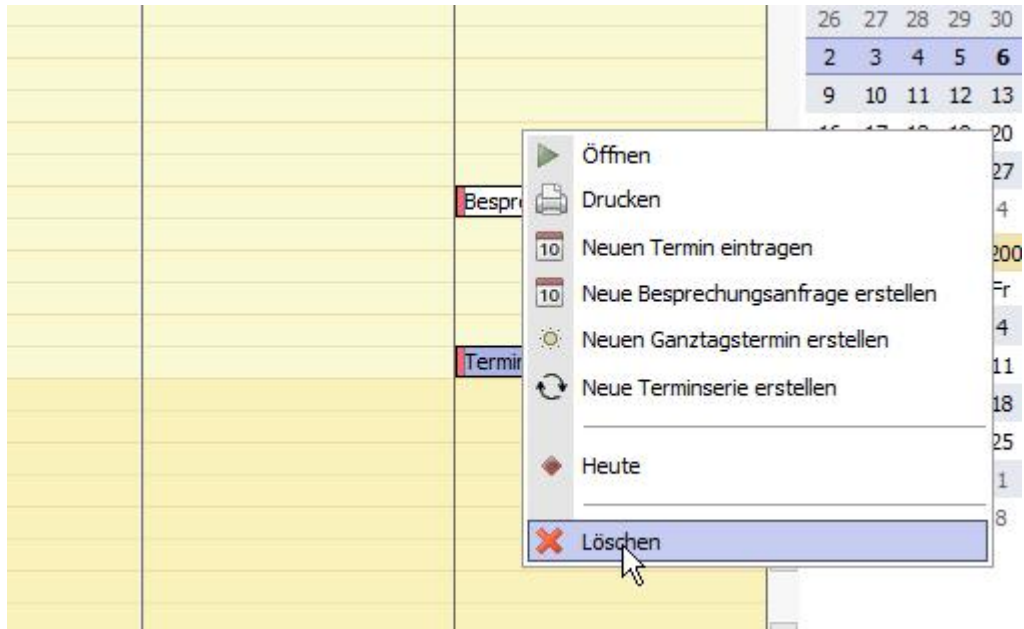 26 27 28 29 30
2 3 4 5 6
9 10 11 12 13
20
27
4
200
Fr
4
11
18
25
1
8
Öffnen
Drucken
10 Neuen Termin eintragen
10 Neue Besprechungsanfrage erstellen
Neuen Ganztagstermin erstellen
Neue Terminserie erstellen
Heute
Löschen
Bespr
Termin